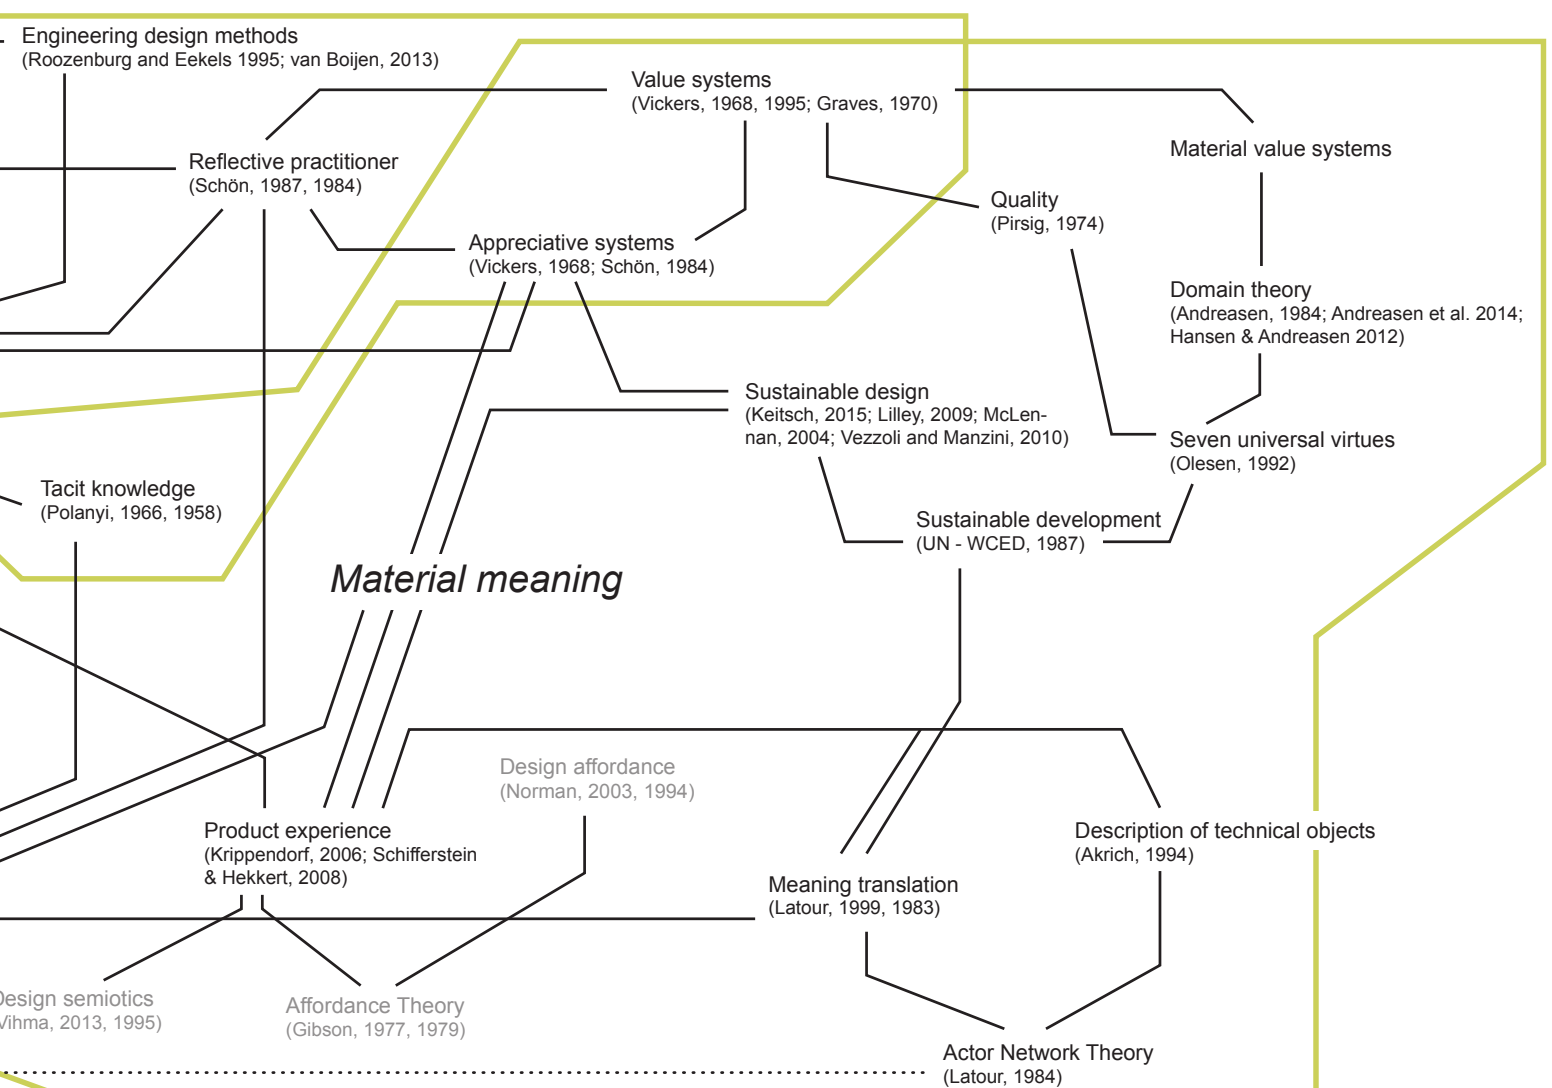 Engineering design methods
(Roozenburg and Eekels 1995; van Boijen, 2013)
Value systems
(Vickers, 1968, 1995; Graves, 1970)
Material value systems
Reflective practitioner
(Schön, 1987, 1984)
Quality
(Pirsig, 1974)
Appreciative systems
(Vickers, 1968; Schön, 1984)
Domain theory
(Andreasen, 1984; Andreasen et al. 2014;
Hansen & Andreasen 2012)
Sustainable design
(Keitsch, 2015; Lilley, 2009; McLen-
nan, 2004; Vezzoli and Manzini, 2010)
Seven universal virtues
(Olesen, 1992)
Tacit knowledge
(Polanyi, 1966, 1958)
Sustainable development
(UN - WCED, 1987)
Material meaning
Design affordance
(Norman, 2003, 1994)
Product experience
(Krippendorf, 2006; Schifferstein
& Hekkert, 2008)
Description of technical objects
(Akrich, 1994)
Meaning translation
(Latour, 1999, 1983)
Design semiotics
Vihma, 2013, 1995)
Affordance Theory
(Gibson, 1977, 1979)
Actor Network Theory
(Latour, 1984)